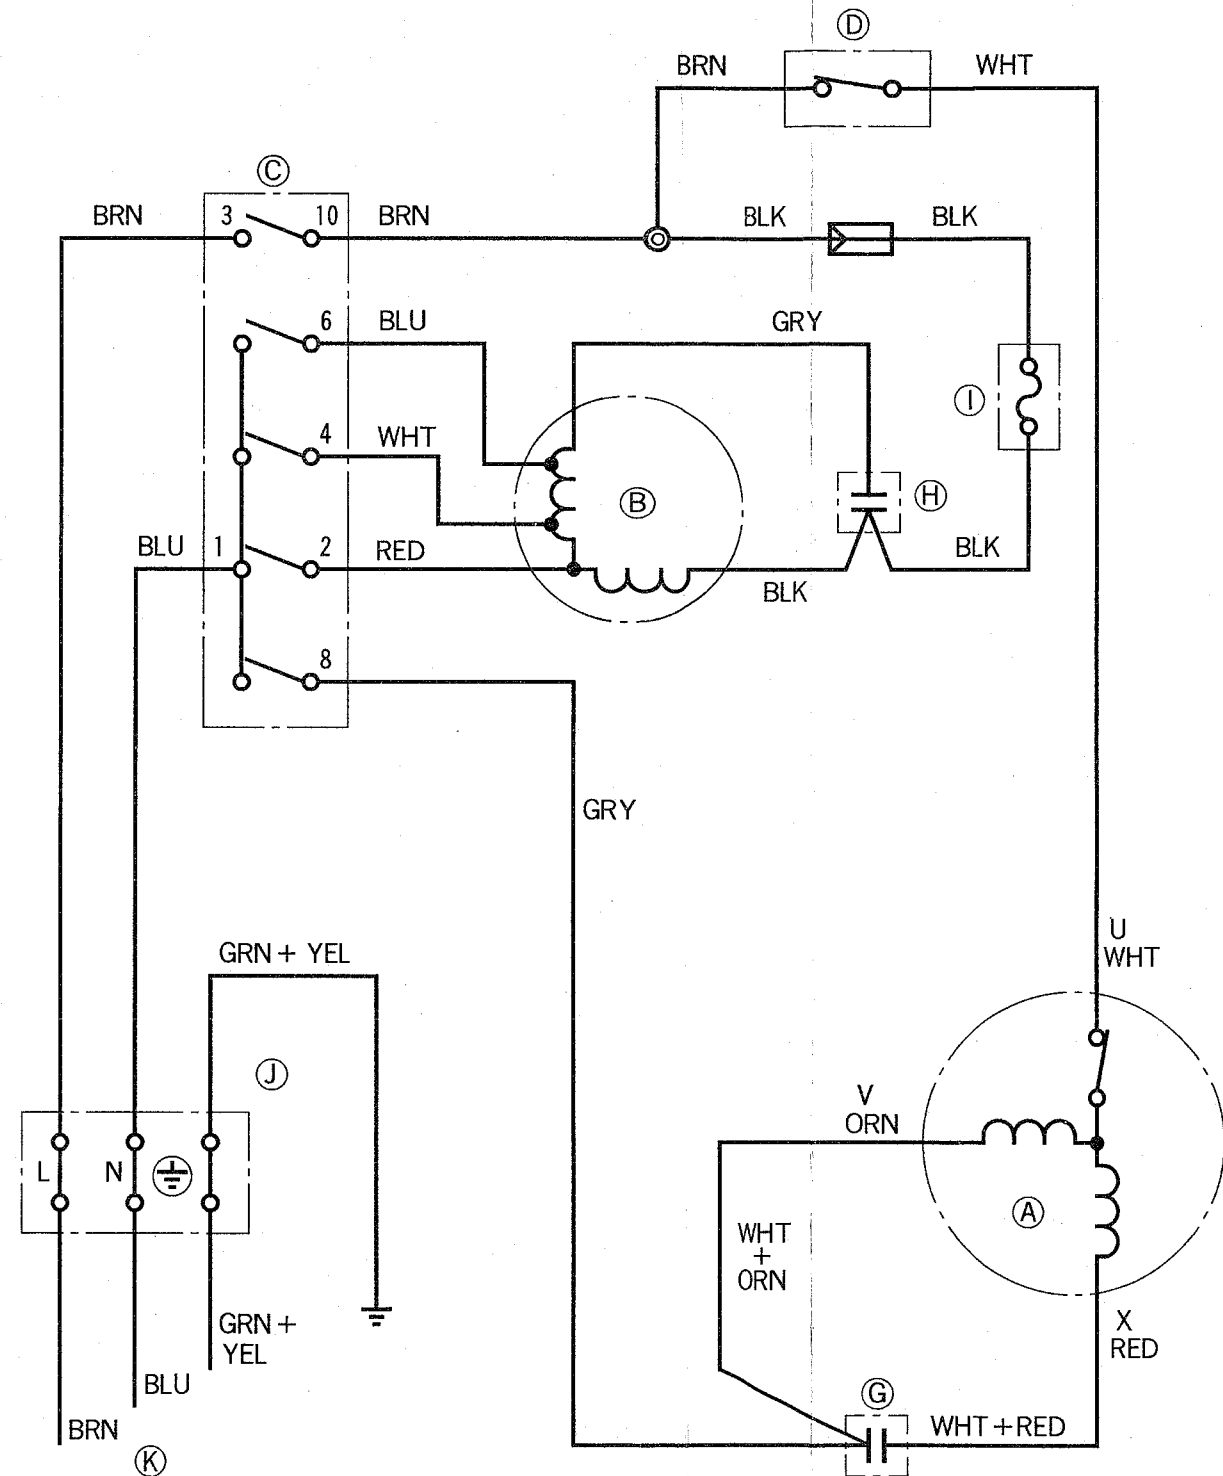 D
BRN
WHT
C
BRN
3
10
BRN
BLK
BLK
6
BLU
GRY
I
4
WHT
B
H
BLU
1
2
RED
BLK
BLK
8
GRY
U
WHT
GRN + YEL
J
V
ORN
L
N
A
WHT
+
ORN
GRN +
YEL
X
RED
BLU
G
BRN
WHT + RED
K